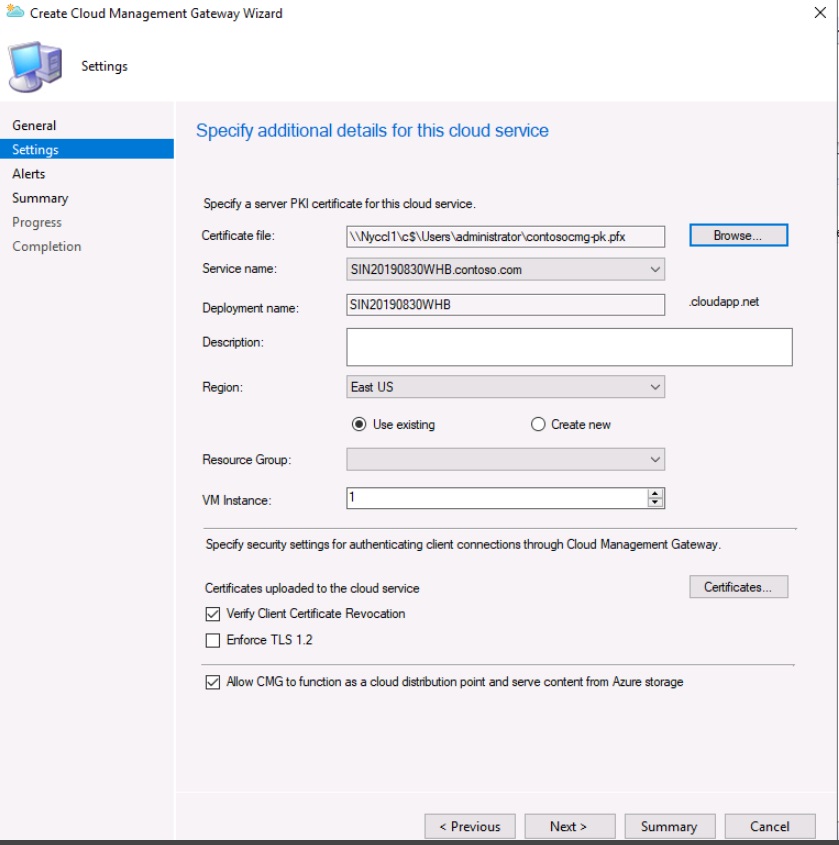 Create Cloud Management Gateway Wizard
Settings
General
Settings
Alerts
Summary
Progress
Completion
Specify additional details for this cloud service
Specify a server PKI certificate for this cloud service.
Certificate file: \\Nyccl1\c$\Users\administrator\contosocmg-pk.pfx Browse...
Service name: SIN20190830WHB.contoso.com
Deployment name: SIN20190830WHB .cloudapp.net
Description:
Region: East US
Use existing Create new
Resource Group:
VM Instance: 1
Specify security settings for authenticating client connections through Cloud Management Gateway.
Certificates uploaded to the cloud service Certificates...
Verify Client Certificate Revocation
Enforce TLS 1.2
Allow CMG to function as a cloud distribution point and serve content from Azure storage
< Previous Next > Summary Cancel